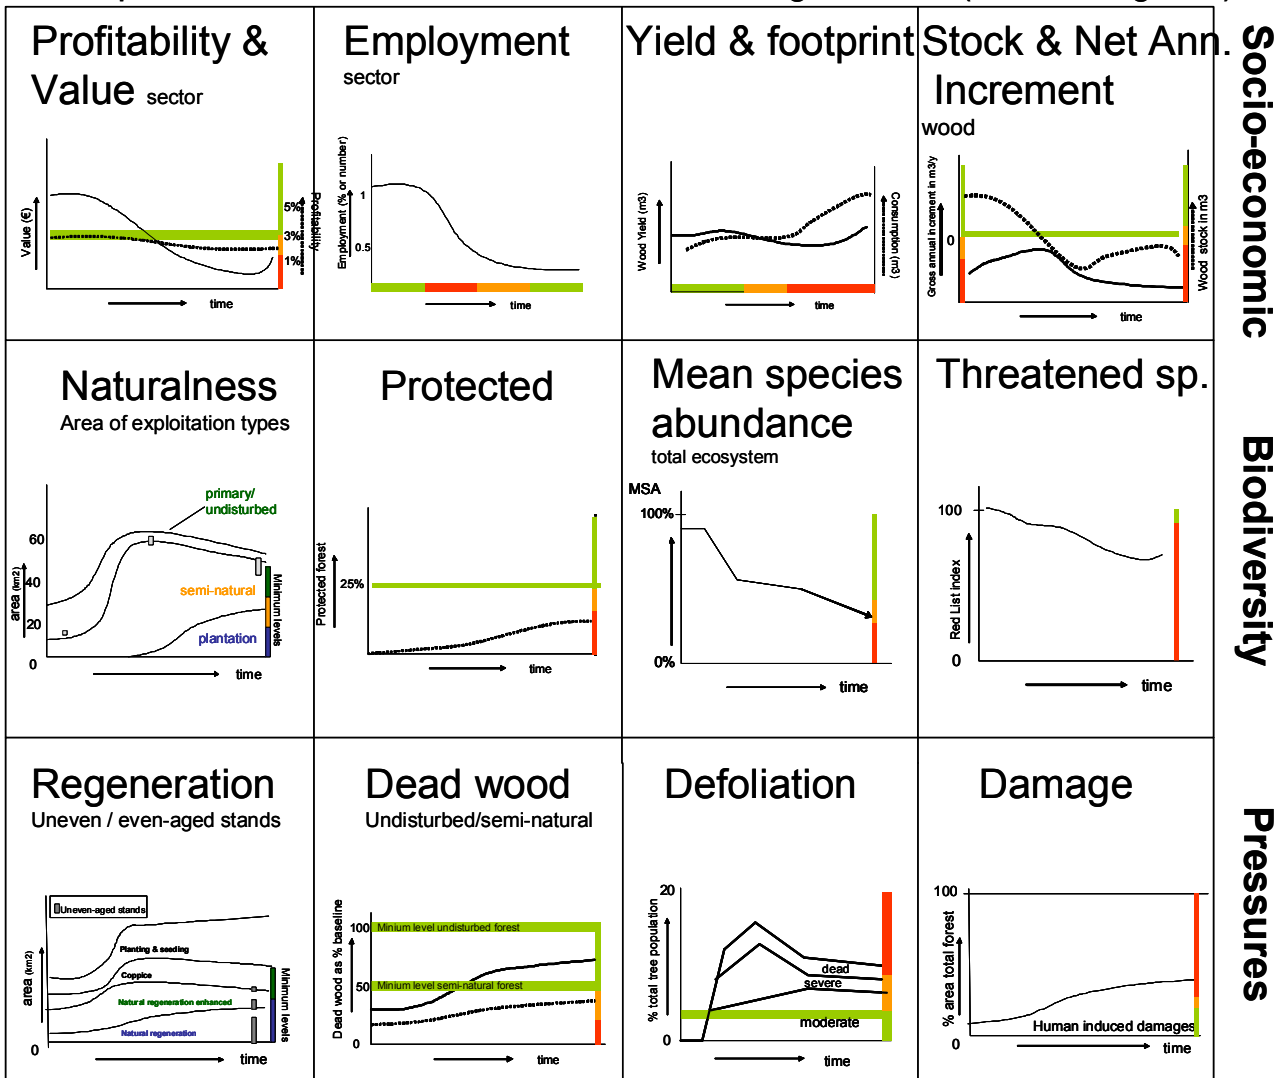 Profitability &
Value sector
Value (€)
5%
3%
1%
Profitability
time
Employment
sector
Employment (% or number)
1
0.5
time
Yield & footprint
Wood Yield (m3)
Consumption (m3)
time
Stock & Net Ann.
Increment
wood
Gross annual increment in m3/y
0
Wood stock in m3
time
Socio-economic
Naturalness
Area of exploitation types
primary/
undisturbed
60
40
20
0
area (km2)
semi-natural
plantation
Minimum levels
time
Protected
Protected forest
25%
time
Mean species
abundance
total ecosystem
MSA
100%
0%
time
Threatened sp.
100
Red List index
0
time
Biodiversity
Regeneration
Uneven / even-aged stands
Uneven-aged stands
Planting & seeding
Coppice
Natural regeneration enhanced
Natural regeneration
area (km2)
0
Minimum levels
time
Dead wood
Undisturbed/semi-natural
Dead wood as % baseline
100
Minium level undisturbed forest
50
Minium level semi-natural forest
0
time
Defoliation
20
% total tree population
dead
severe
moderate
0
time
Damage
100
% area total forest
Human induced damages
0
time
Pressures